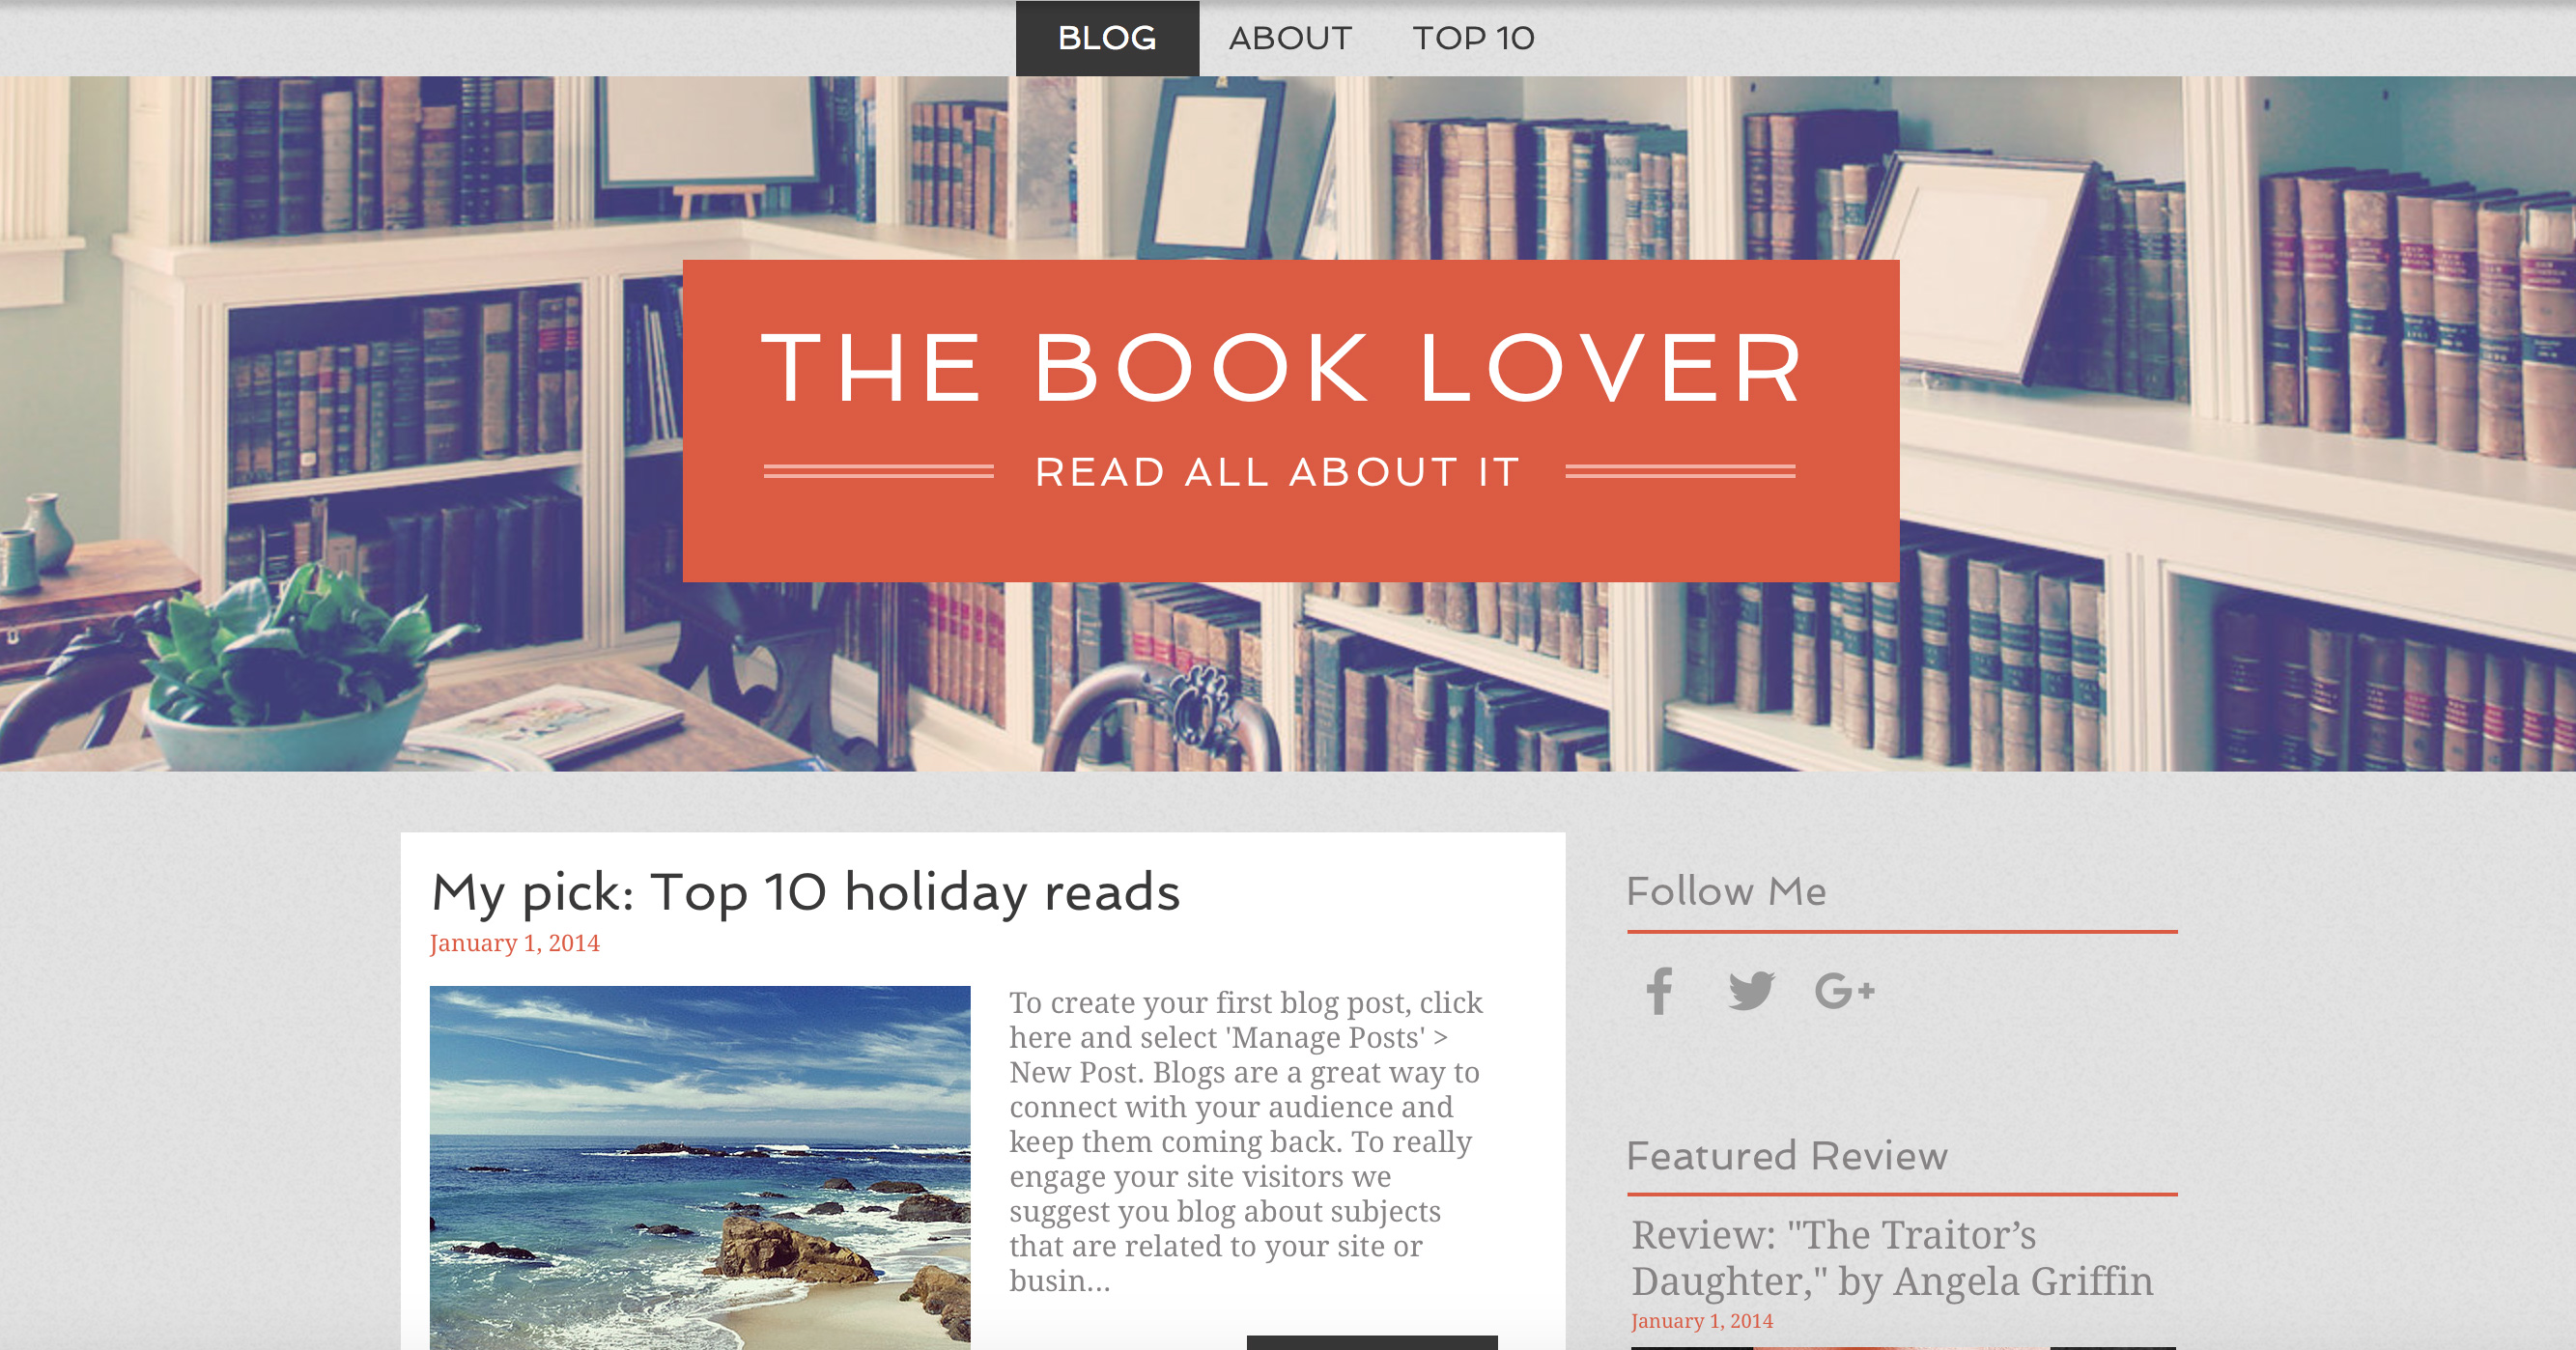 BLOG ABOUT TOP 10
THE BOOK LOVER
READ ALL ABOUT IT
My pick: Top 10 holiday reads
January 1, 2014
To create your first blog post, click
here and select 'Manage Posts' >
New Post. Blogs are a great way to
connect with your audience and
keep them coming back. To really
engage your site visitors we
suggest you blog about subjects
that are related to your site or
busin...
Follow Me
G+
Featured Review
Review: "The Traitor’s
Daughter," by Angela Griffin
January 1, 2014